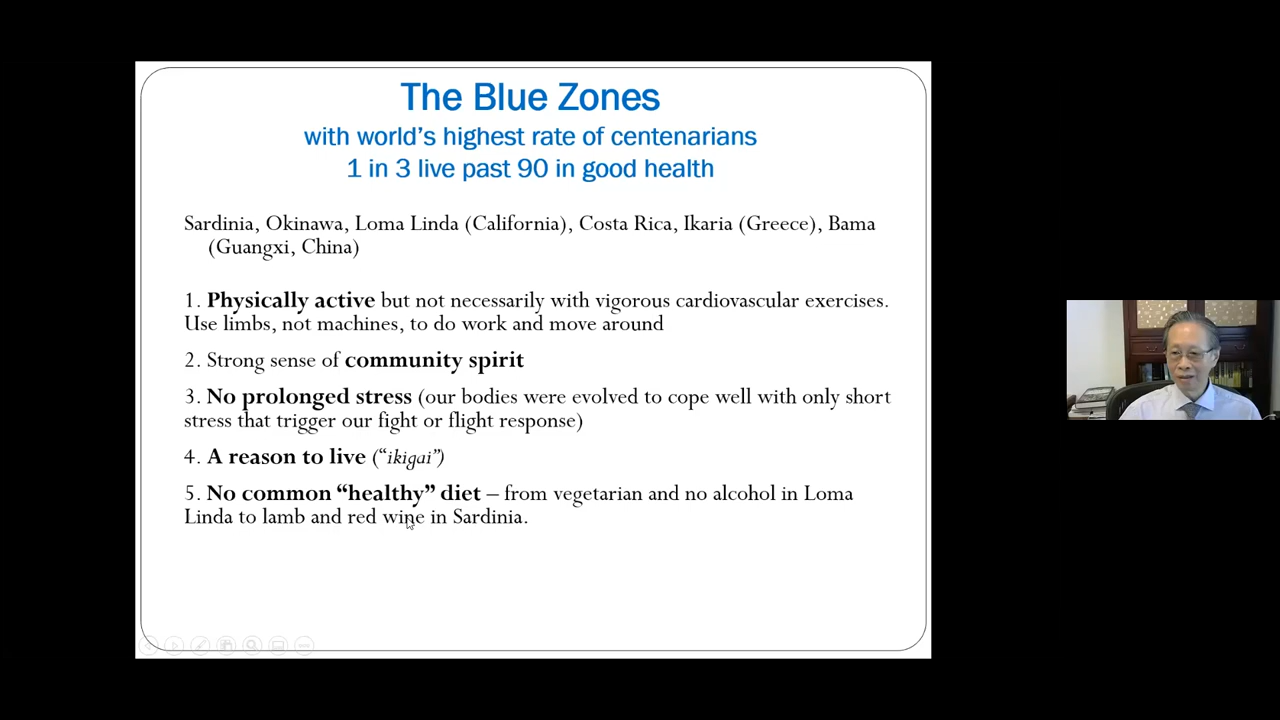 The Blue Zones
with world's highest rate of centenarians
1 in 3 live past 90 in good health
Sardinia, Okinawa, Loma Linda (California), Costa Rica, Ikaria (Greece), Bama
(Guangxi, China)
1. Physically active but not necessarily with vigorous cardiovascular exercises.
Use limbs, not machines, to do work and move around
2. Strong sense of community spirit
3. No prolonged stress (our bodies were evolved to cope well with only short
stress that trigger our fight or flight response)
4. A reason to live (“ikigai”)
5. No common “healthy” diet – from vegetarian and no alcohol in Loma
Linda to lamb and red wine in Sardinia.